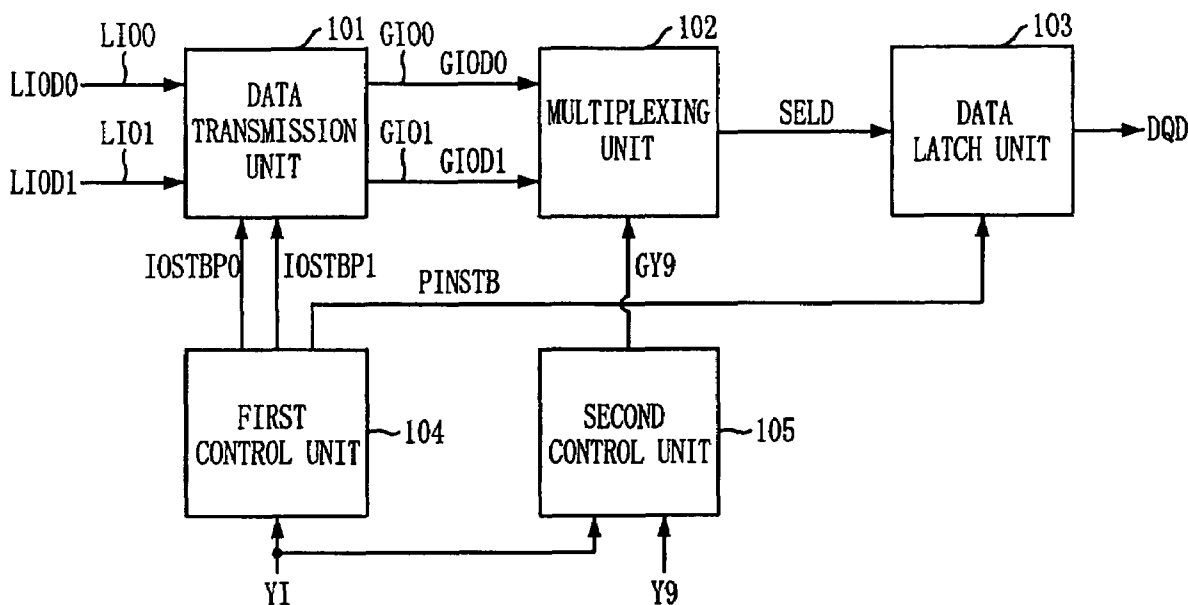 LIO0
101
GIO0
102
103
LIOD0
GIOD0
DATA
TRANSMISSION
UNIT
MULTIPLEXING
UNIT
SELD
DATA
LATCH UNIT
DQD
LIO1
GIO1
LIOD1
GIOD1
IOSTBP0
IOSTBP1
GY9
PINSTB
FIRST
CONTROL UNIT
104
SECOND
CONTROL UNIT
105
YI
Y9